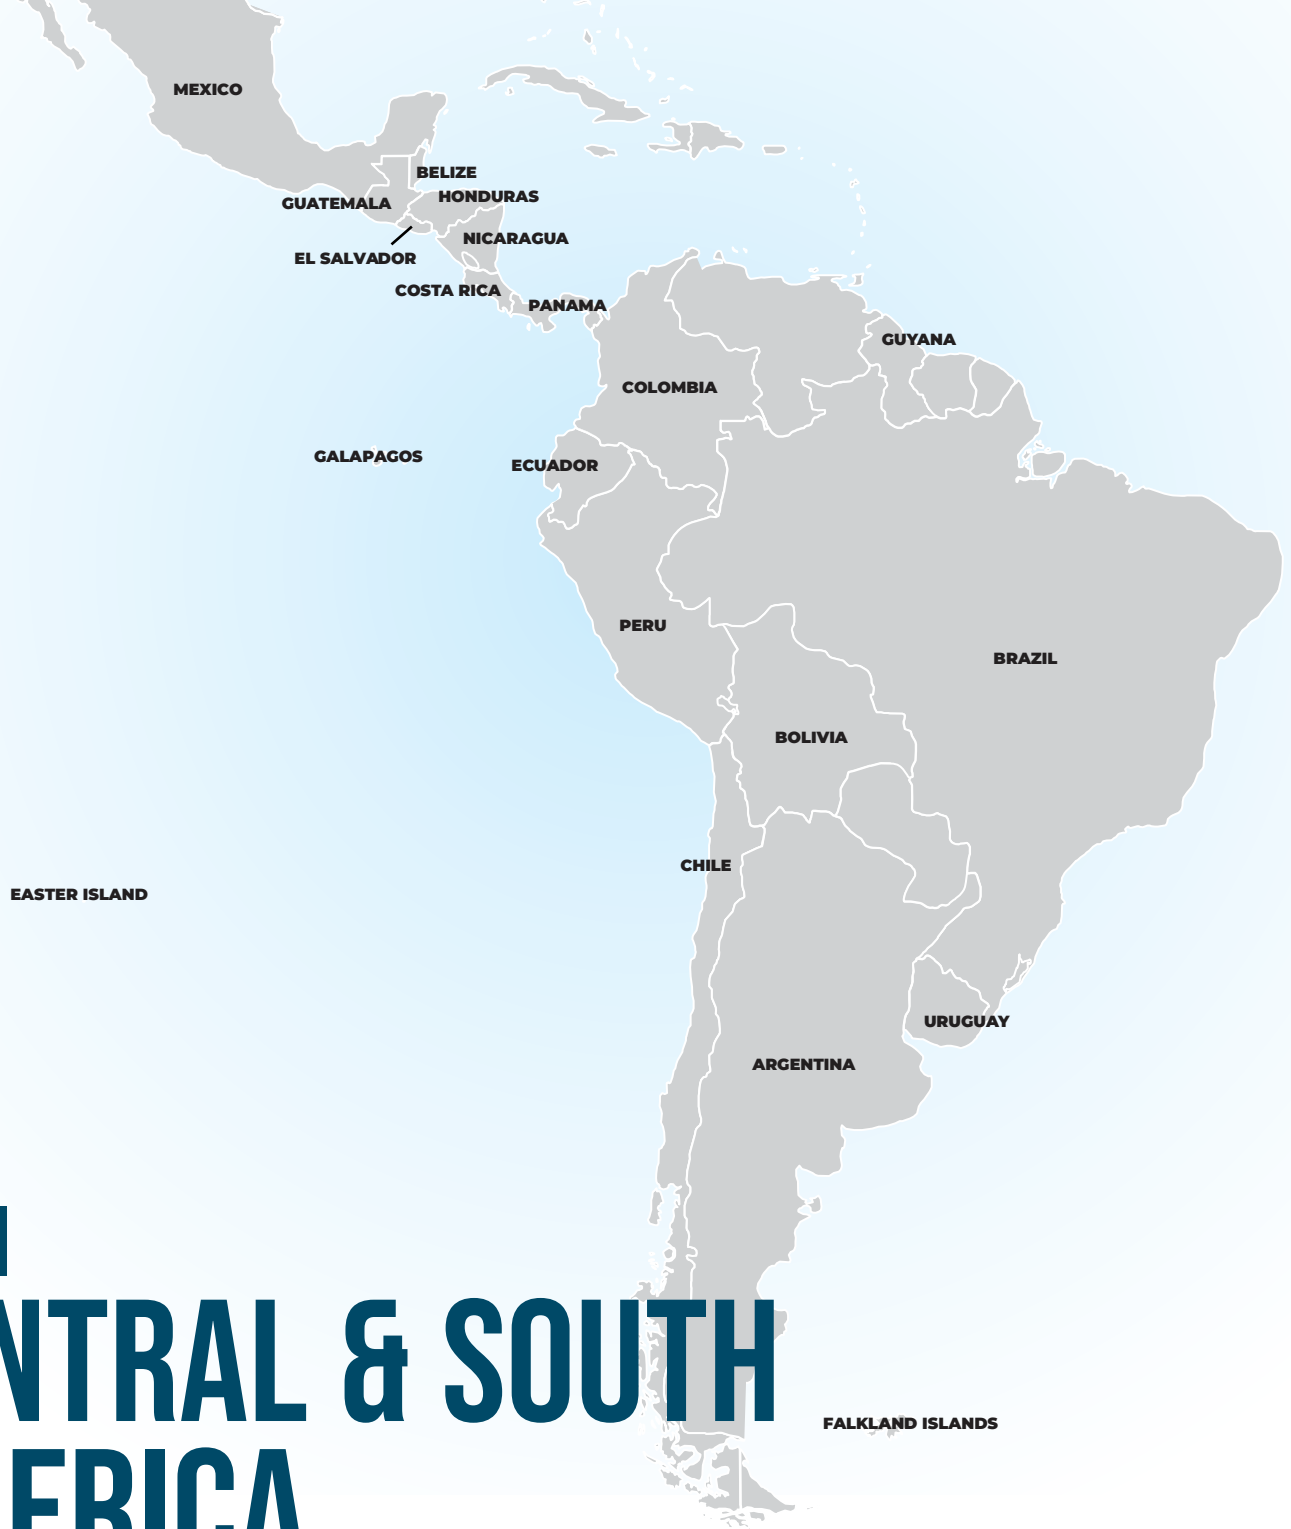 MEXICO
BELIZE
HONDURAS
GUATEMALA
NICARAGUA
EL SALVADOR
COSTA RICA
PANAMA
GUYANA
COLOMBIA
GALAPAGOS
ECUADOR
PERU
BRAZIL
BOLIVIA
CHILE
EASTER ISLAND
URUGUAY
ARGENTINA
NTRAL & SOUTH
FALKLAND ISLANDS
ERICA